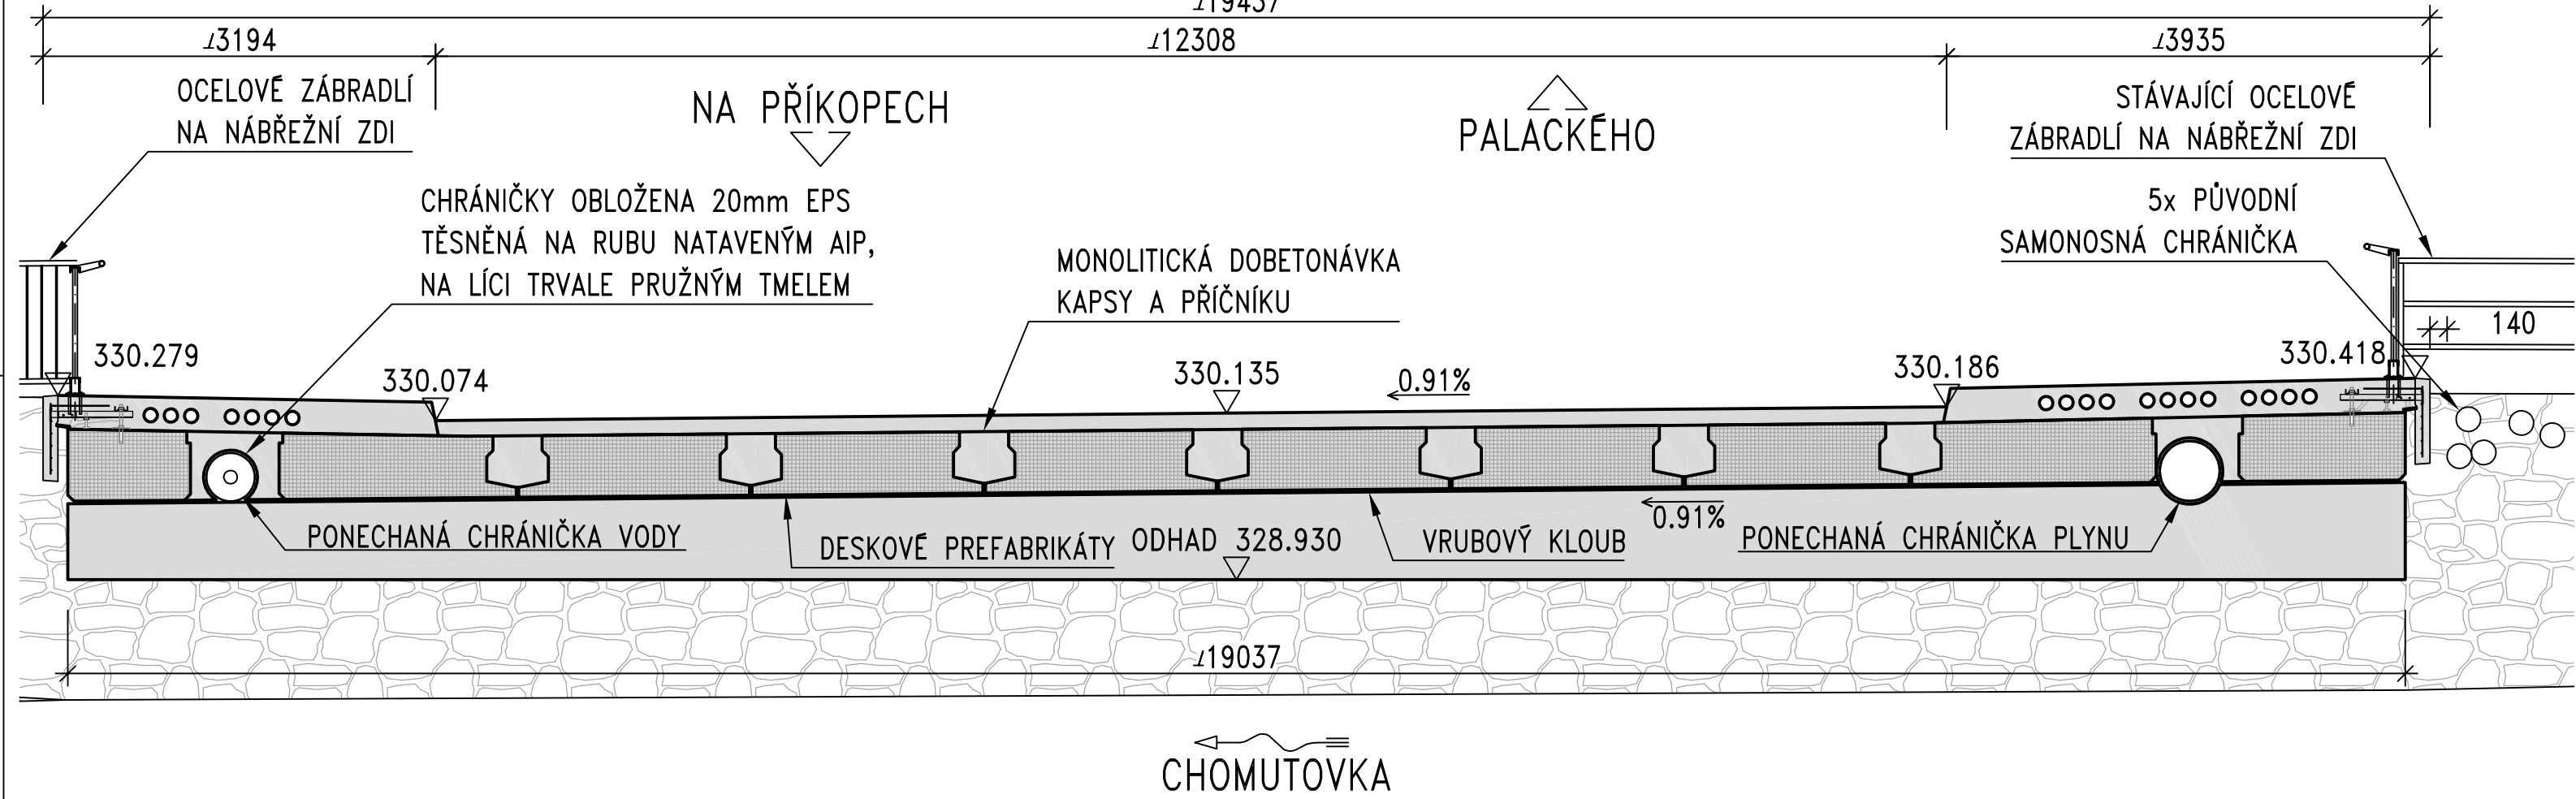 ⊥19437
⊥3194
⊥12308
⊥3935
OCELOVÉ ZÁBRADLÍ
NA NÁBŘEŽNÍ ZDI
NA PŘÍKOPECH
PALACKÉHO
STÁVAJÍCÍ OCELOVÉ
ZÁBRADLÍ NA NÁBŘEŽNÍ ZDI
CHRÁNIČKY OBLOŽENA 20mm EPS
TĚSNĚNÁ NA RUBU NATAVENÝM AIP,
NA LÍCI TRVALE PRUŽNÝM TMELEM
5x PŮVODNÍ
SAMONOSNÁ CHRÁNIČKA
MONOLITICKÁ DOBETONÁVKA
KAPSY A PŘÍČNÍKU
140
330.279
330.074
330.135
0.91%
330.186
330.418
PONECHANÁ CHRÁNIČKA VODY
DESKOVÉ PREFABRIKÁTY
ODHAD 328.930
VRUBOVÝ KLOUB
0.91%
PONECHANÁ CHRÁNIČKA PLYNU
⊥19037
CHOMUTOVKA